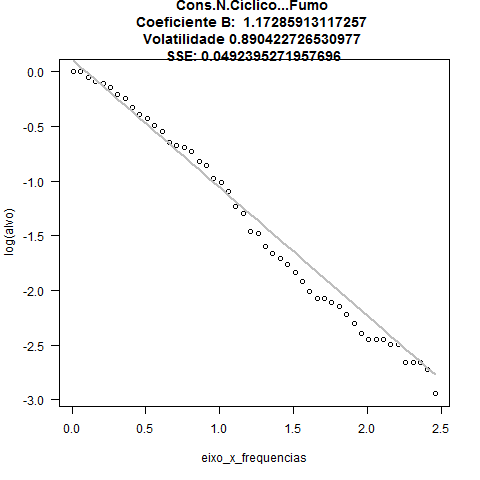 Cons.N.Ciclico...Fumo
Coeficiente B:  1.17285913117257
Volatilidade 0.890422726530977
SSE: 0.0492395271957696
0.0
-0.5
-1.0
-1.5
-2.0
-2.5
-3.0
log(alvo)
0.0 0.5 1.0 1.5 2.0 2.5
eixo_x_frequencias